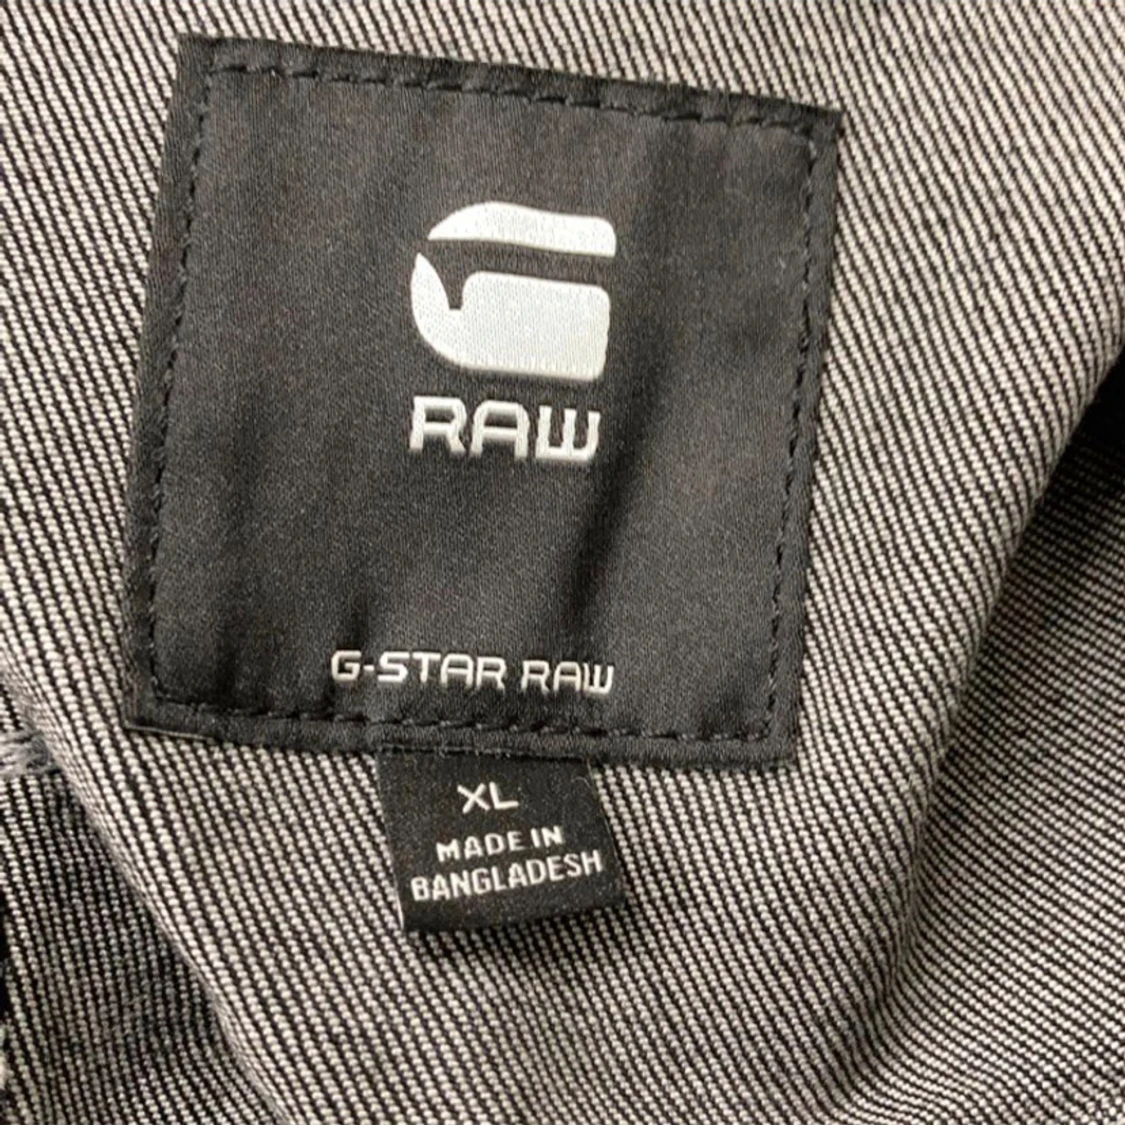 G
RAW
G-STAR RAW
XL
MADE IN
BANGLADESH